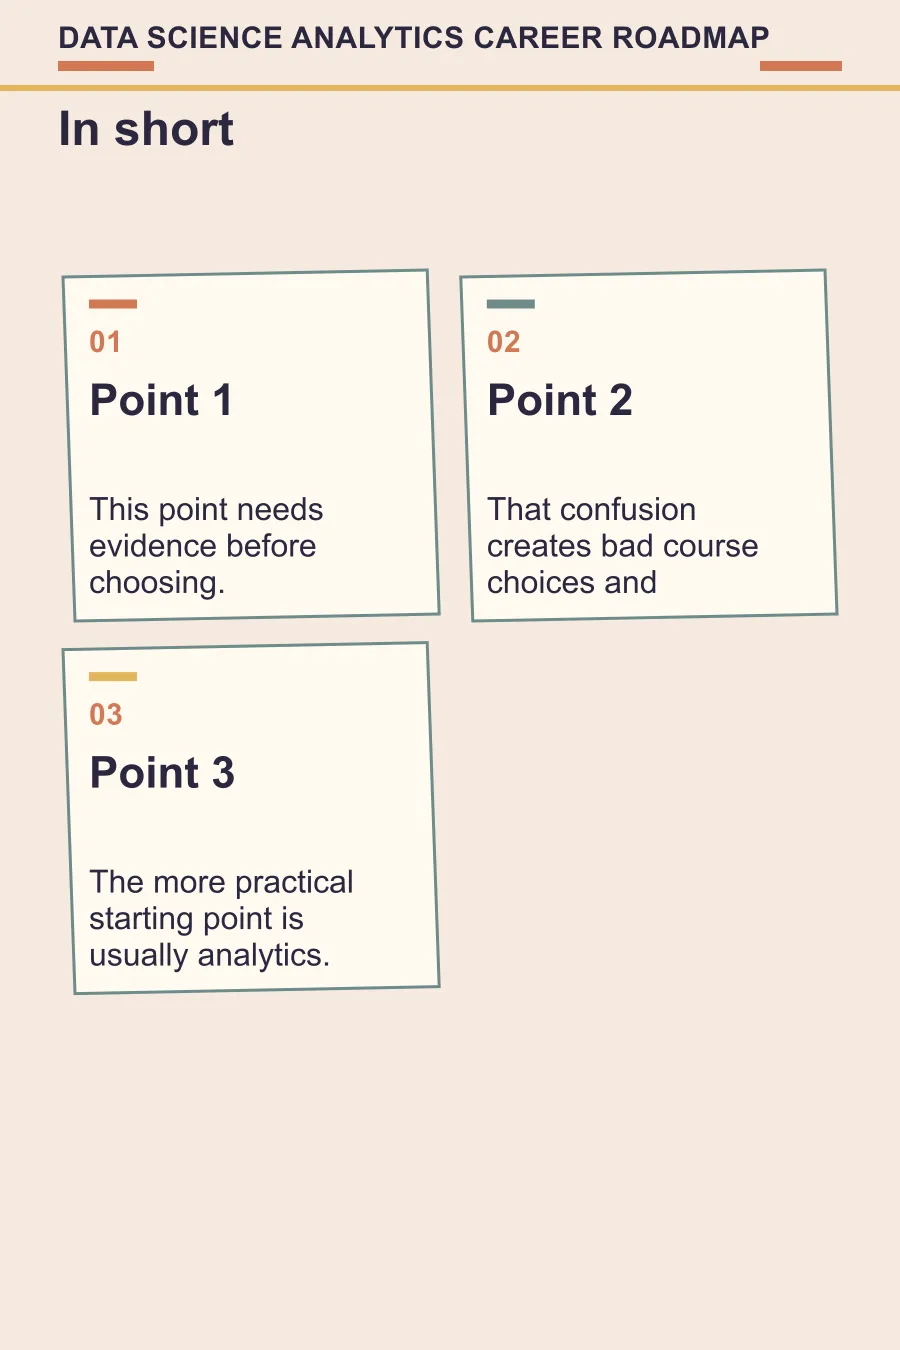 DATA SCIENCE ANALYTICS CAREER ROADMAP
In short
01
Point 1
This point needs
evidence before
choosing.
02
Point 2
That confusion
creates bad course
choices and
03
Point 3
The more practical
starting point is
usually analytics.